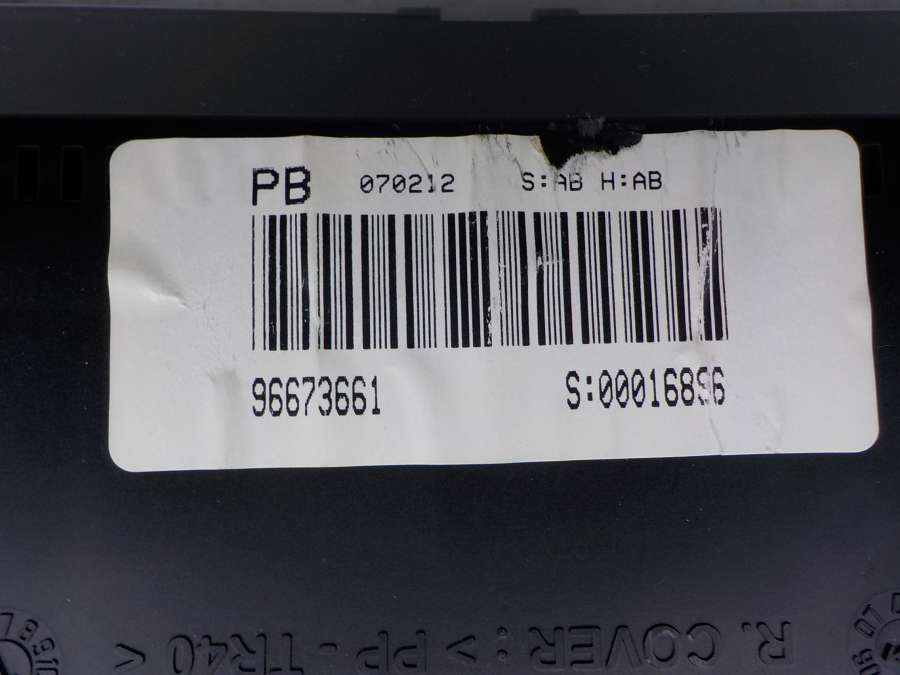 PB 070212 S:AB H:AB
96673661 S:00016896
R. COVER : > PP - TR40 <